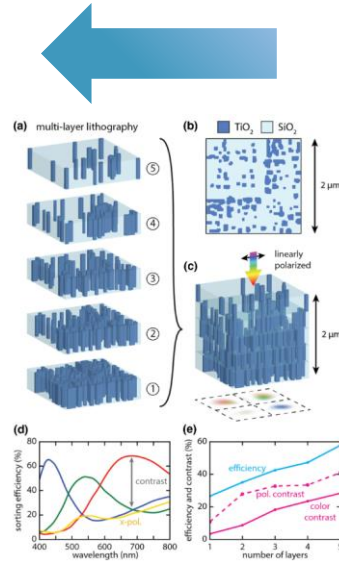 (a) multi-layer lithography
⑤
④
③
②
①
(b) TiO₂ SiO₂
2 μm
(c) linearly
polarized
2 μm
(d)
sorting efficiency (%)
80
60
40
20
0
contrast
x-pol.
400 500 600 700 800
wavelength (nm)
(e)
efficiency and contrast (%)
60
40
20
0
efficiency
pol. contrast
color
contrast
1 2 3 4 5
number of layers